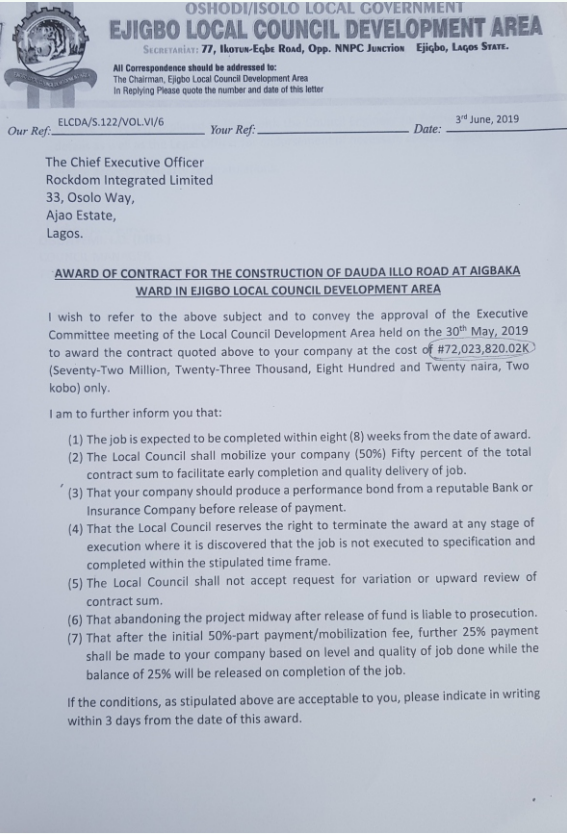 OSHODI/ISOLO LOCAL GOVERNMENT
EJIGBO LOCAL COUNCIL DEVELOPMENT AREA
Secretariat: 77, Ikotun-Egbe Road, Opp. NNPC Junction Ejigbo, Lagos State.
All Correspondence should be addressed to:
The Chairman, Ejigbo Local Council Development Area
In Replying Please quote the number and date of this letter
Our Ref: ELCDA/S.122/VOL.VI/6 Your Ref: Date: 3rd June, 2019
The Chief Executive Officer
Rockdom Integrated Limited
33, Osolo Way,
Ajao Estate,
Lagos.
AWARD OF CONTRACT FOR THE CONSTRUCTION OF DAUDA ILLO ROAD AT AIGBAKA
WARD IN EJIGBO LOCAL COUNCIL DEVELOPMENT AREA
I wish to refer to the above subject and to convey the approval of the Executive
Committee meeting of the Local Council Development Area held on the 30th May, 2019
to award the contract quoted above to your company at the cost of #72,023,820.02K
(Seventy-Two Million, Twenty-Three Thousand, Eight Hundred and Twenty naira, Two
kobo) only.
I am to further inform you that:
(1) The job is expected to be completed within eight (8) weeks from the date of award.
(2) The Local Council shall mobilize your company (50%) Fifty percent of the total
contract sum to facilitate early completion and quality delivery of job.
(3) That your company should produce a performance bond from a reputable Bank or
Insurance Company before release of payment.
(4) That the Local Council reserves the right to terminate the award at any stage of
execution where it is discovered that the job is not executed to specification and
completed within the stipulated time frame.
(5) The Local Council shall not accept request for variation or upward review of
contract sum.
(6) That abandoning the project midway after release of fund is liable to prosecution.
(7) That after the initial 50%-part payment/mobilization fee, further 25% payment
shall be made to your company based on level and quality of job done while the
balance of 25% will be released on completion of the job.
If the conditions, as stipulated above are acceptable to you, please indicate in writing
within 3 days from the date of this award.